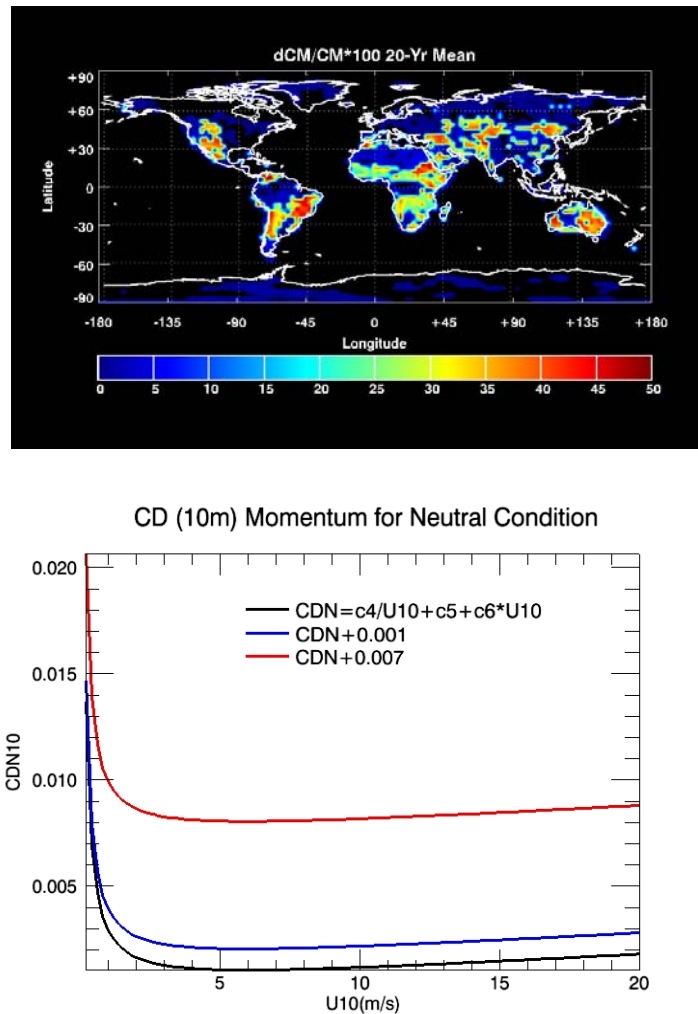 dCM/CM*100 20-Yr Mean
+90
+60
+30
0
-30
-60
-90
Latitude
-180 -135 -90 -45 0 +45 +90 +135 +180
Longitude
0 5 10 15 20 25 30 35 40 45 50
CD (10m) Momentum for Neutral Condition
0.020
0.015
0.010
0.005
CDN10
CDN=c4/U10+c5+c6*U10
CDN+0.001
CDN+0.007
5 10 15 20
U10(m/s)